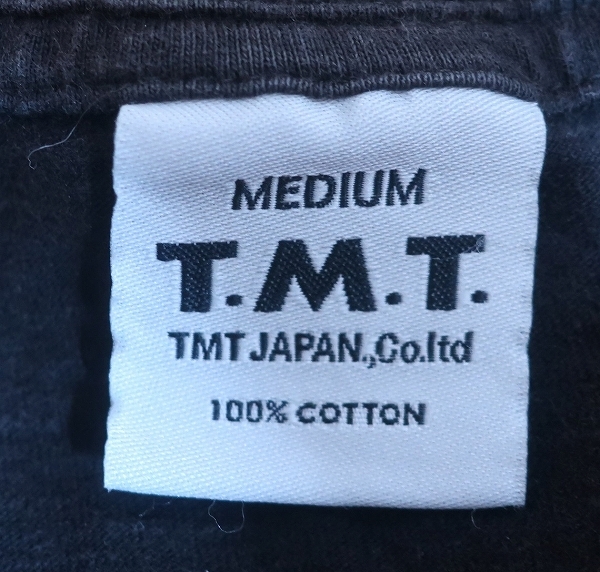 MEDIUM
T.M.T.
TMT JAPAN.,Co.ltd
100% COTTON